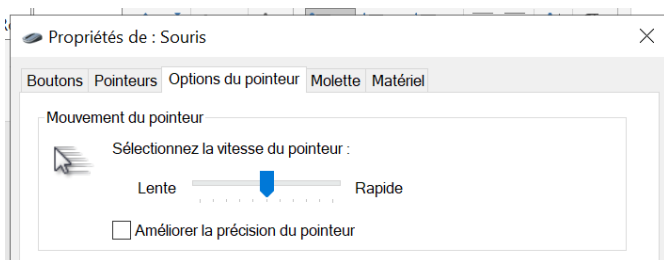 Propriétés de : Souris
Boutons Pointeurs Options du pointeur Molette Matériel
Mouvement du pointeur
Sélectionnez la vitesse du pointeur :
Lente Rapide
Améliorer la précision du pointeur